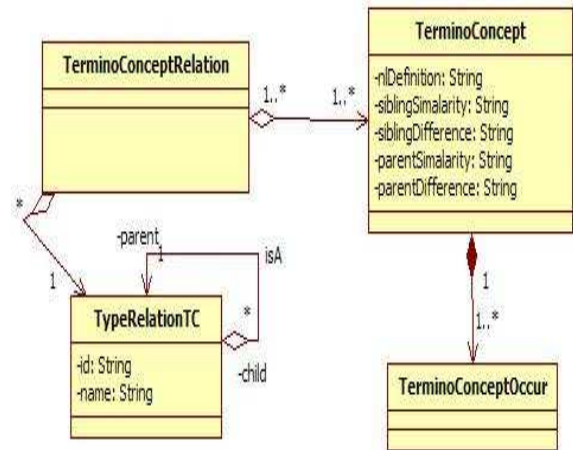 TerminoConcept
-nlDefinition: String
-siblingSimalarity: String
-siblingDifference: String
-parentSimalarity: String
-parentDifference: String
TerminoConceptRelation
1..*
1..*
*
1
-parent
1
isA
*
-child
TypeRelationTC
-id: String
-name: String
1
1..*
TerminoConceptOccur